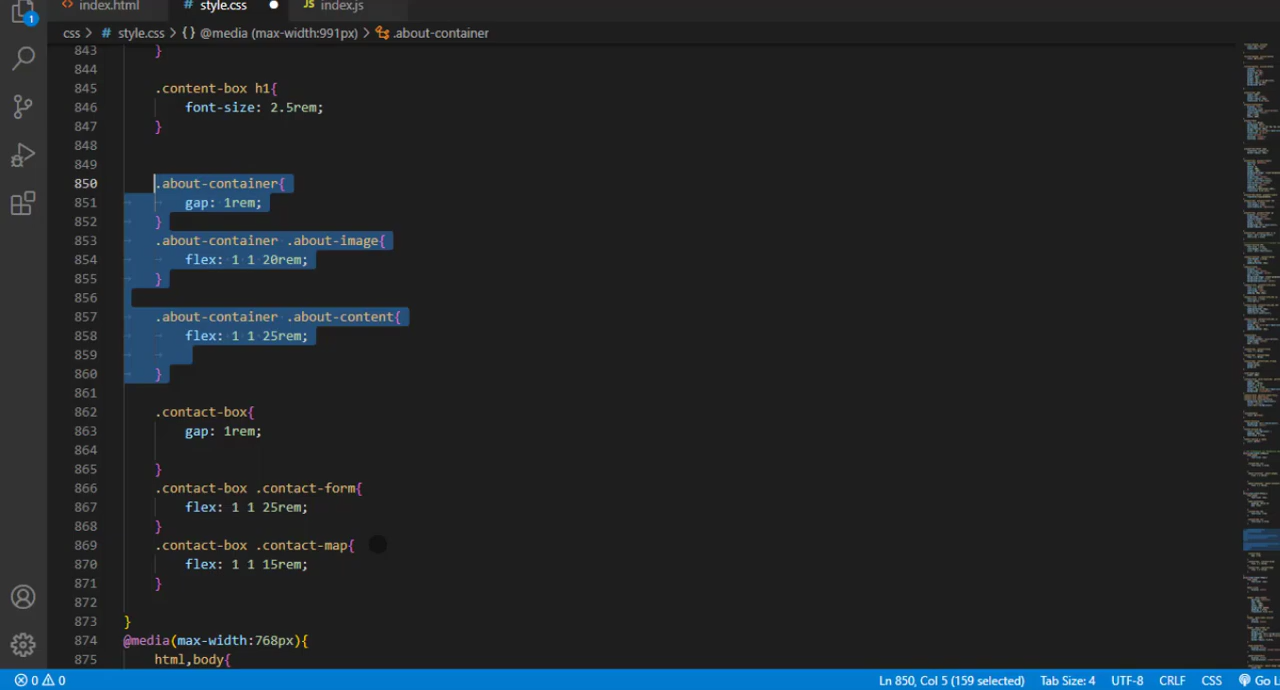 index.html # style.css JS index.js
1
css > # style.css > {} @media (max-width:991px) > .about-container
843 }
844
845 .content-box h1{
846 font-size: 2.5rem;
847 }
848
849
850 .about-container{
851 gap: 1rem;
852 }
853 .about-container .about-image{
854 flex: 1 1 20rem;
855 }
856
857 .about-container .about-content{
858 flex: 1 1 25rem;
859
860 }
861
862 .contact-box{
863 gap: 1rem;
864
865 }
866 .contact-box .contact-form{
867 flex: 1 1 25rem;
868 }
869 .contact-box .contact-map{
870 flex: 1 1 15rem;
871 }
872
873 }
874 @media(max-width:768px){
875 html,body{
0 0 Ln 850, Col 5 (159 selected) Tab Size: 4 UTF-8 CRLF CSS Go L